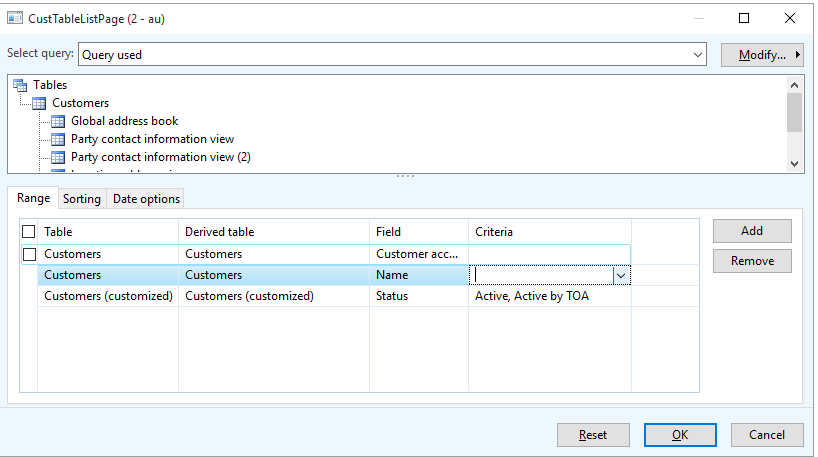 CustTableListPage (2 - au)
Select query: Query used Modify...
Tables
Customers
Global address book
Party contact information view
Party contact information view (2)
Range Sorting Date options
Table Derived table Field Criteria Add
Customers Customers Customer acc...
Customers Customers Name Remove
Customers (customized) Customers (customized) Status Active, Active by TOA
Reset OK Cancel